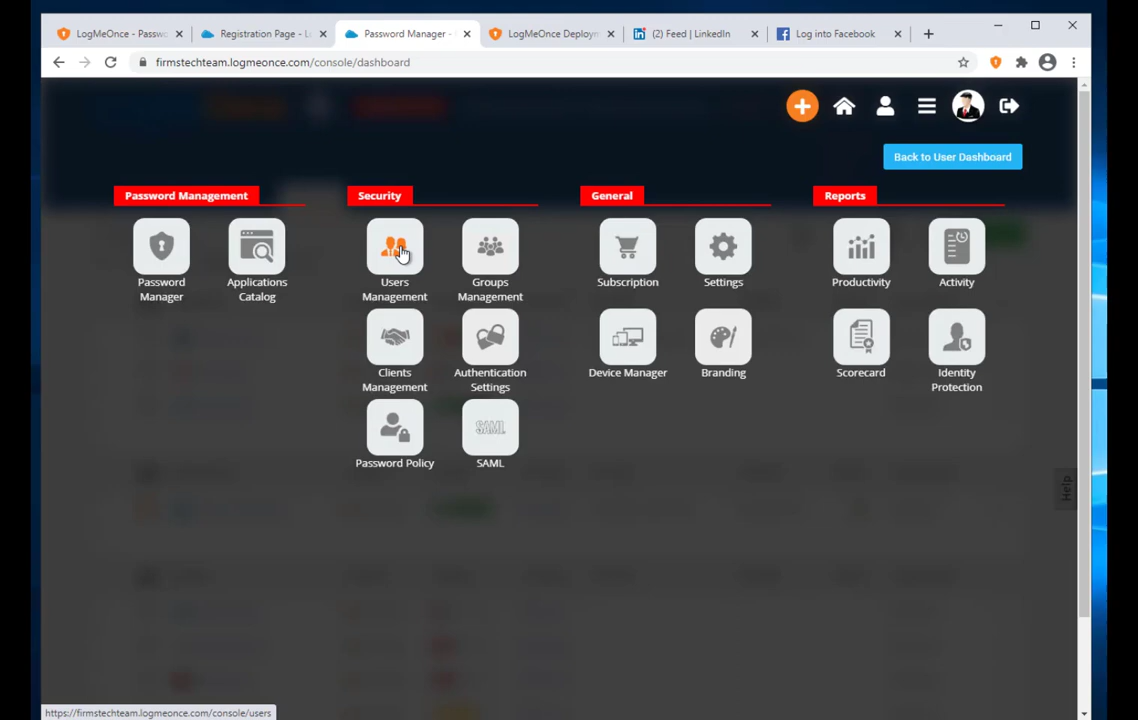 LogMeOnce - Passwo
Registration Page - L
Password Manager -
LogMeOnce Deploym
(2) Feed | LinkedIn
Log into Facebook
firmstechteam.logmeonce.com/console/dashboard
Back to User Dashboard
Password Management
Security
General
Reports
Password
Manager
Applications
Catalog
Users
Management
Groups
Management
Subscription
Settings
Productivity
Activity
Clients
Management
Authentication
Settings
Device Manager
Branding
Scorecard
Identity
Protection
SAML
Password Policy
SAML
Help
https://firmstechteam.logmeonce.com/console/users